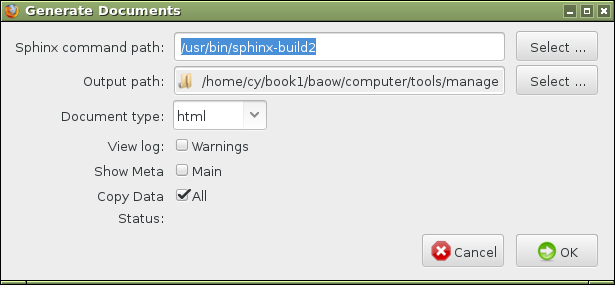 Generate Documents
Sphinx command path: /usr/bin/sphinx-build2 Select ...
Output path: /home/cy/book1/baow/computer/tools/manage Select ...
Document type: html
View log: Warnings
Show Meta Main
Copy Data All
Status:
Cancel OK